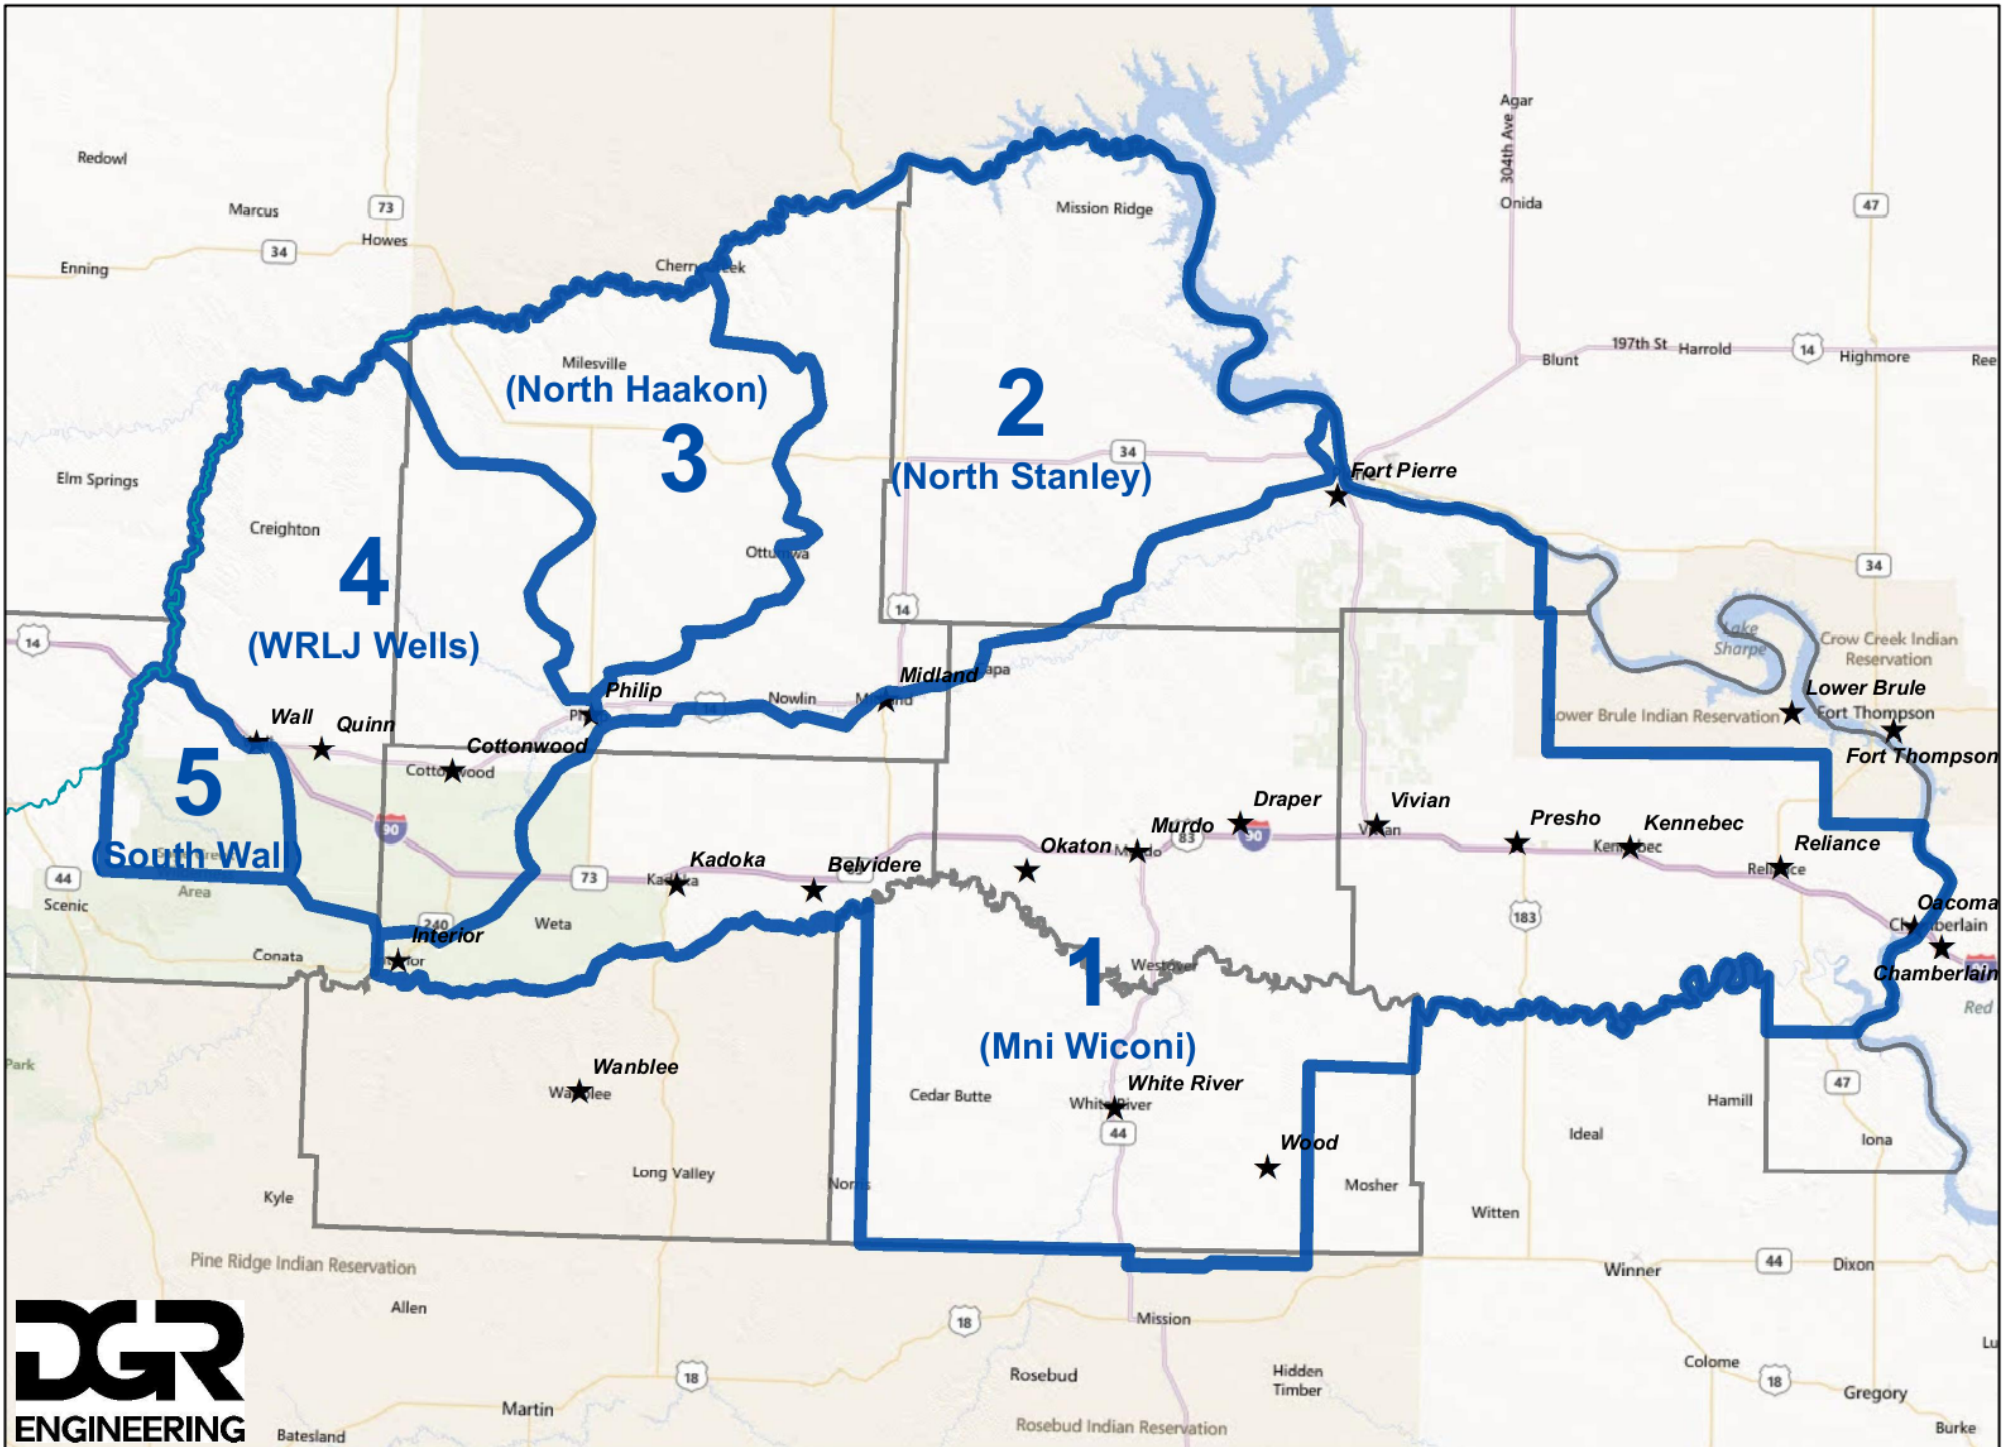 Agar
304th Ave
Redowl
Marcus
73
Howes
34
Enning
Mission Ridge
Onida
47
Milesville
(North Haakon)
3
2
(North Stanley)
34
197th St
Harrold
14
Highmore
Ree
Blunt
Elm Springs
Fort Pierre
Creighton
4
(WRLJ Wells)
14
14
34
Lake
Sharpe
Crow Creek Indian
Reservation
Philip
Nowlin
Midland
Lower Brule
Lower Brule Indian Reservation
Fort Thompson
Fort Thompson
Wall
Quinn
Cottonwood
5
(South Wall)
Area
90
44
Scenic
Conata
240
Interior
Weta
73
Kadoka
Belvidere
Okaton
Murdo
83
Draper
90
Vivian
Presho
Kennebec
Reliance
183
Oacoma
Chamberlain
Red
1
(Mni Wiconi)
Westover
Park
Wanblee
Cedar Butte
White River
44
Wood
Long Valley
Norris
Kyle
Mosher
Witten
Ideal
Hamill
47
Iona
Pine Ridge Indian Reservation
Allen
Winner
44
Dixon
18
Mission
Rosebud
Hidden
Timber
Colome
18
Gregory
Lu
Burke
18
Martin
Batesland
Rosebud Indian Reservation
DGR
ENGINEERING